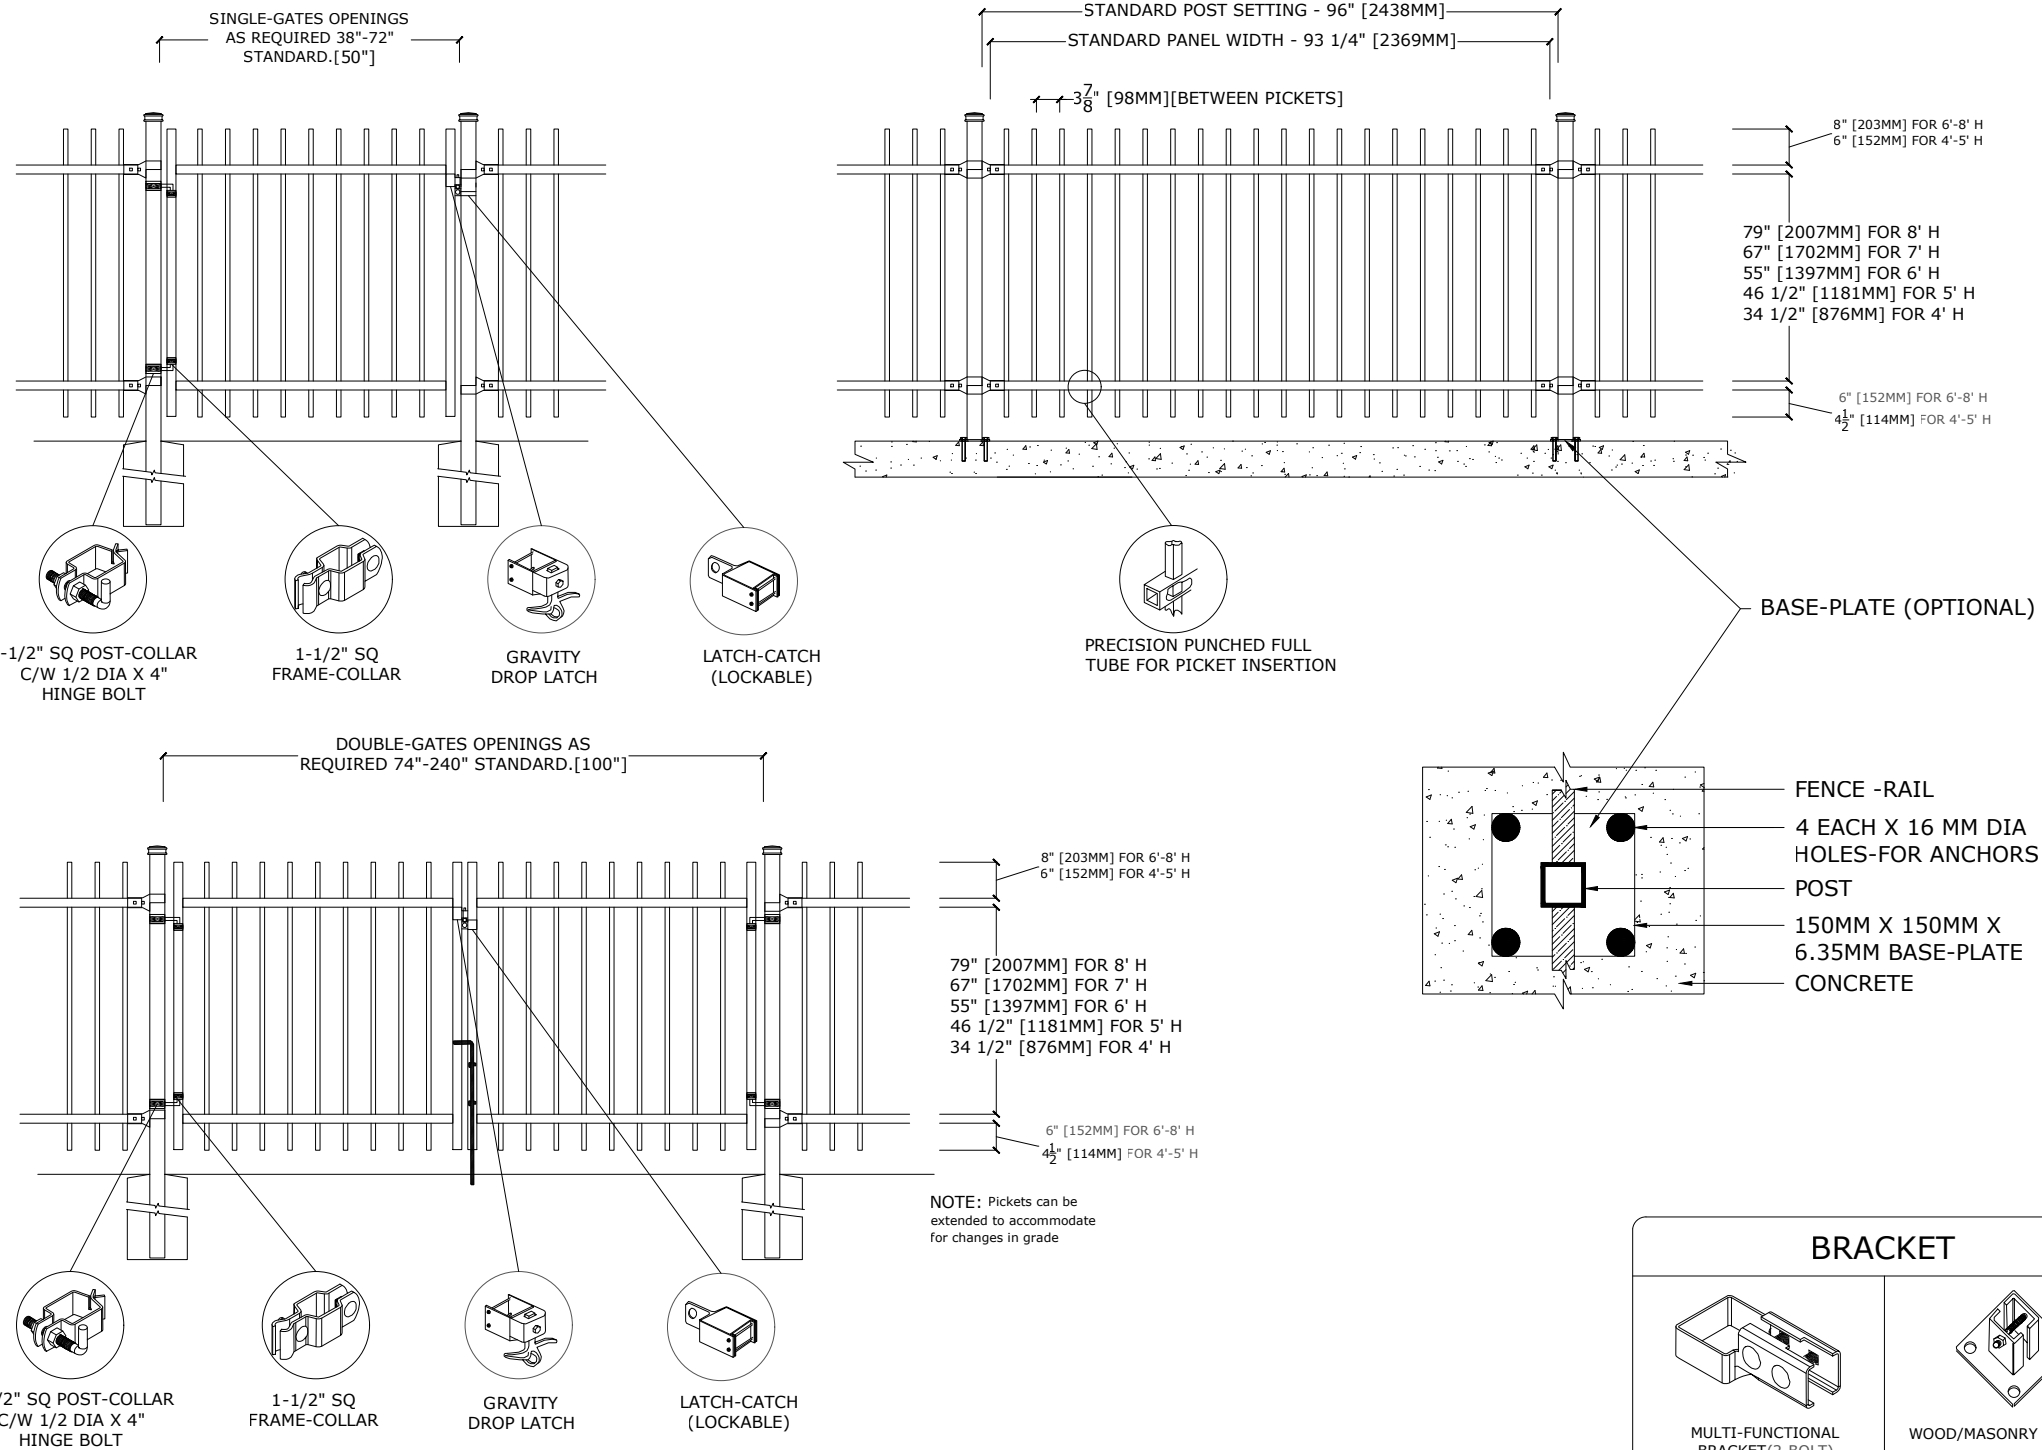 SINGLE-GATES OPENINGS
AS REQUIRED 38"-72"
STANDARD.[50"]
STANDARD POST SETTING - 96" [2438MM]
STANDARD PANEL WIDTH - 93 1/4" [2369MM]
3 7/8" [98MM][BETWEEN PICKETS]
8" [203MM] FOR 6'-8' H
6" [152MM] FOR 4'-5' H
79" [2007MM] FOR 8' H
67" [1702MM] FOR 7' H
55" [1397MM] FOR 6' H
46 1/2" [1181MM] FOR 5' H
34 1/2" [876MM] FOR 4' H
6" [152MM] FOR 6'-8' H
4 1/2" [114MM] FOR 4'-5' H
-1/2" SQ POST-COLLAR
C/W 1/2 DIA X 4"
HINGE BOLT
1-1/2" SQ
FRAME-COLLAR
GRAVITY
DROP LATCH
LATCH-CATCH
(LOCKABLE)
PRECISION PUNCHED FULL
TUBE FOR PICKET INSERTION
BASE-PLATE (OPTIONAL)
DOUBLE-GATES OPENINGS AS
REQUIRED 74"-240" STANDARD.[100"]
8" [203MM] FOR 6'-8' H
6" [152MM] FOR 4'-5' H
79" [2007MM] FOR 8' H
67" [1702MM] FOR 7' H
55" [1397MM] FOR 6' H
46 1/2" [1181MM] FOR 5' H
34 1/2" [876MM] FOR 4' H
6" [152MM] FOR 6'-8' H
4 1/2" [114MM] FOR 4'-5' H
NOTE: Pickets can be
extended to accommodate
for changes in grade
FENCE -RAIL
4 EACH X 16 MM DIA
HOLES-FOR ANCHORS
POST
150MM X 150MM X
6.35MM BASE-PLATE
CONCRETE
/2" SQ POST-COLLAR
C/W 1/2 DIA X 4"
HINGE BOLT
1-1/2" SQ
FRAME-COLLAR
GRAVITY
DROP LATCH
LATCH-CATCH
(LOCKABLE)
BRACKET
MULTI-FUNCTIONAL
BRACKET(2-BOLT)
WOOD/MASONRY